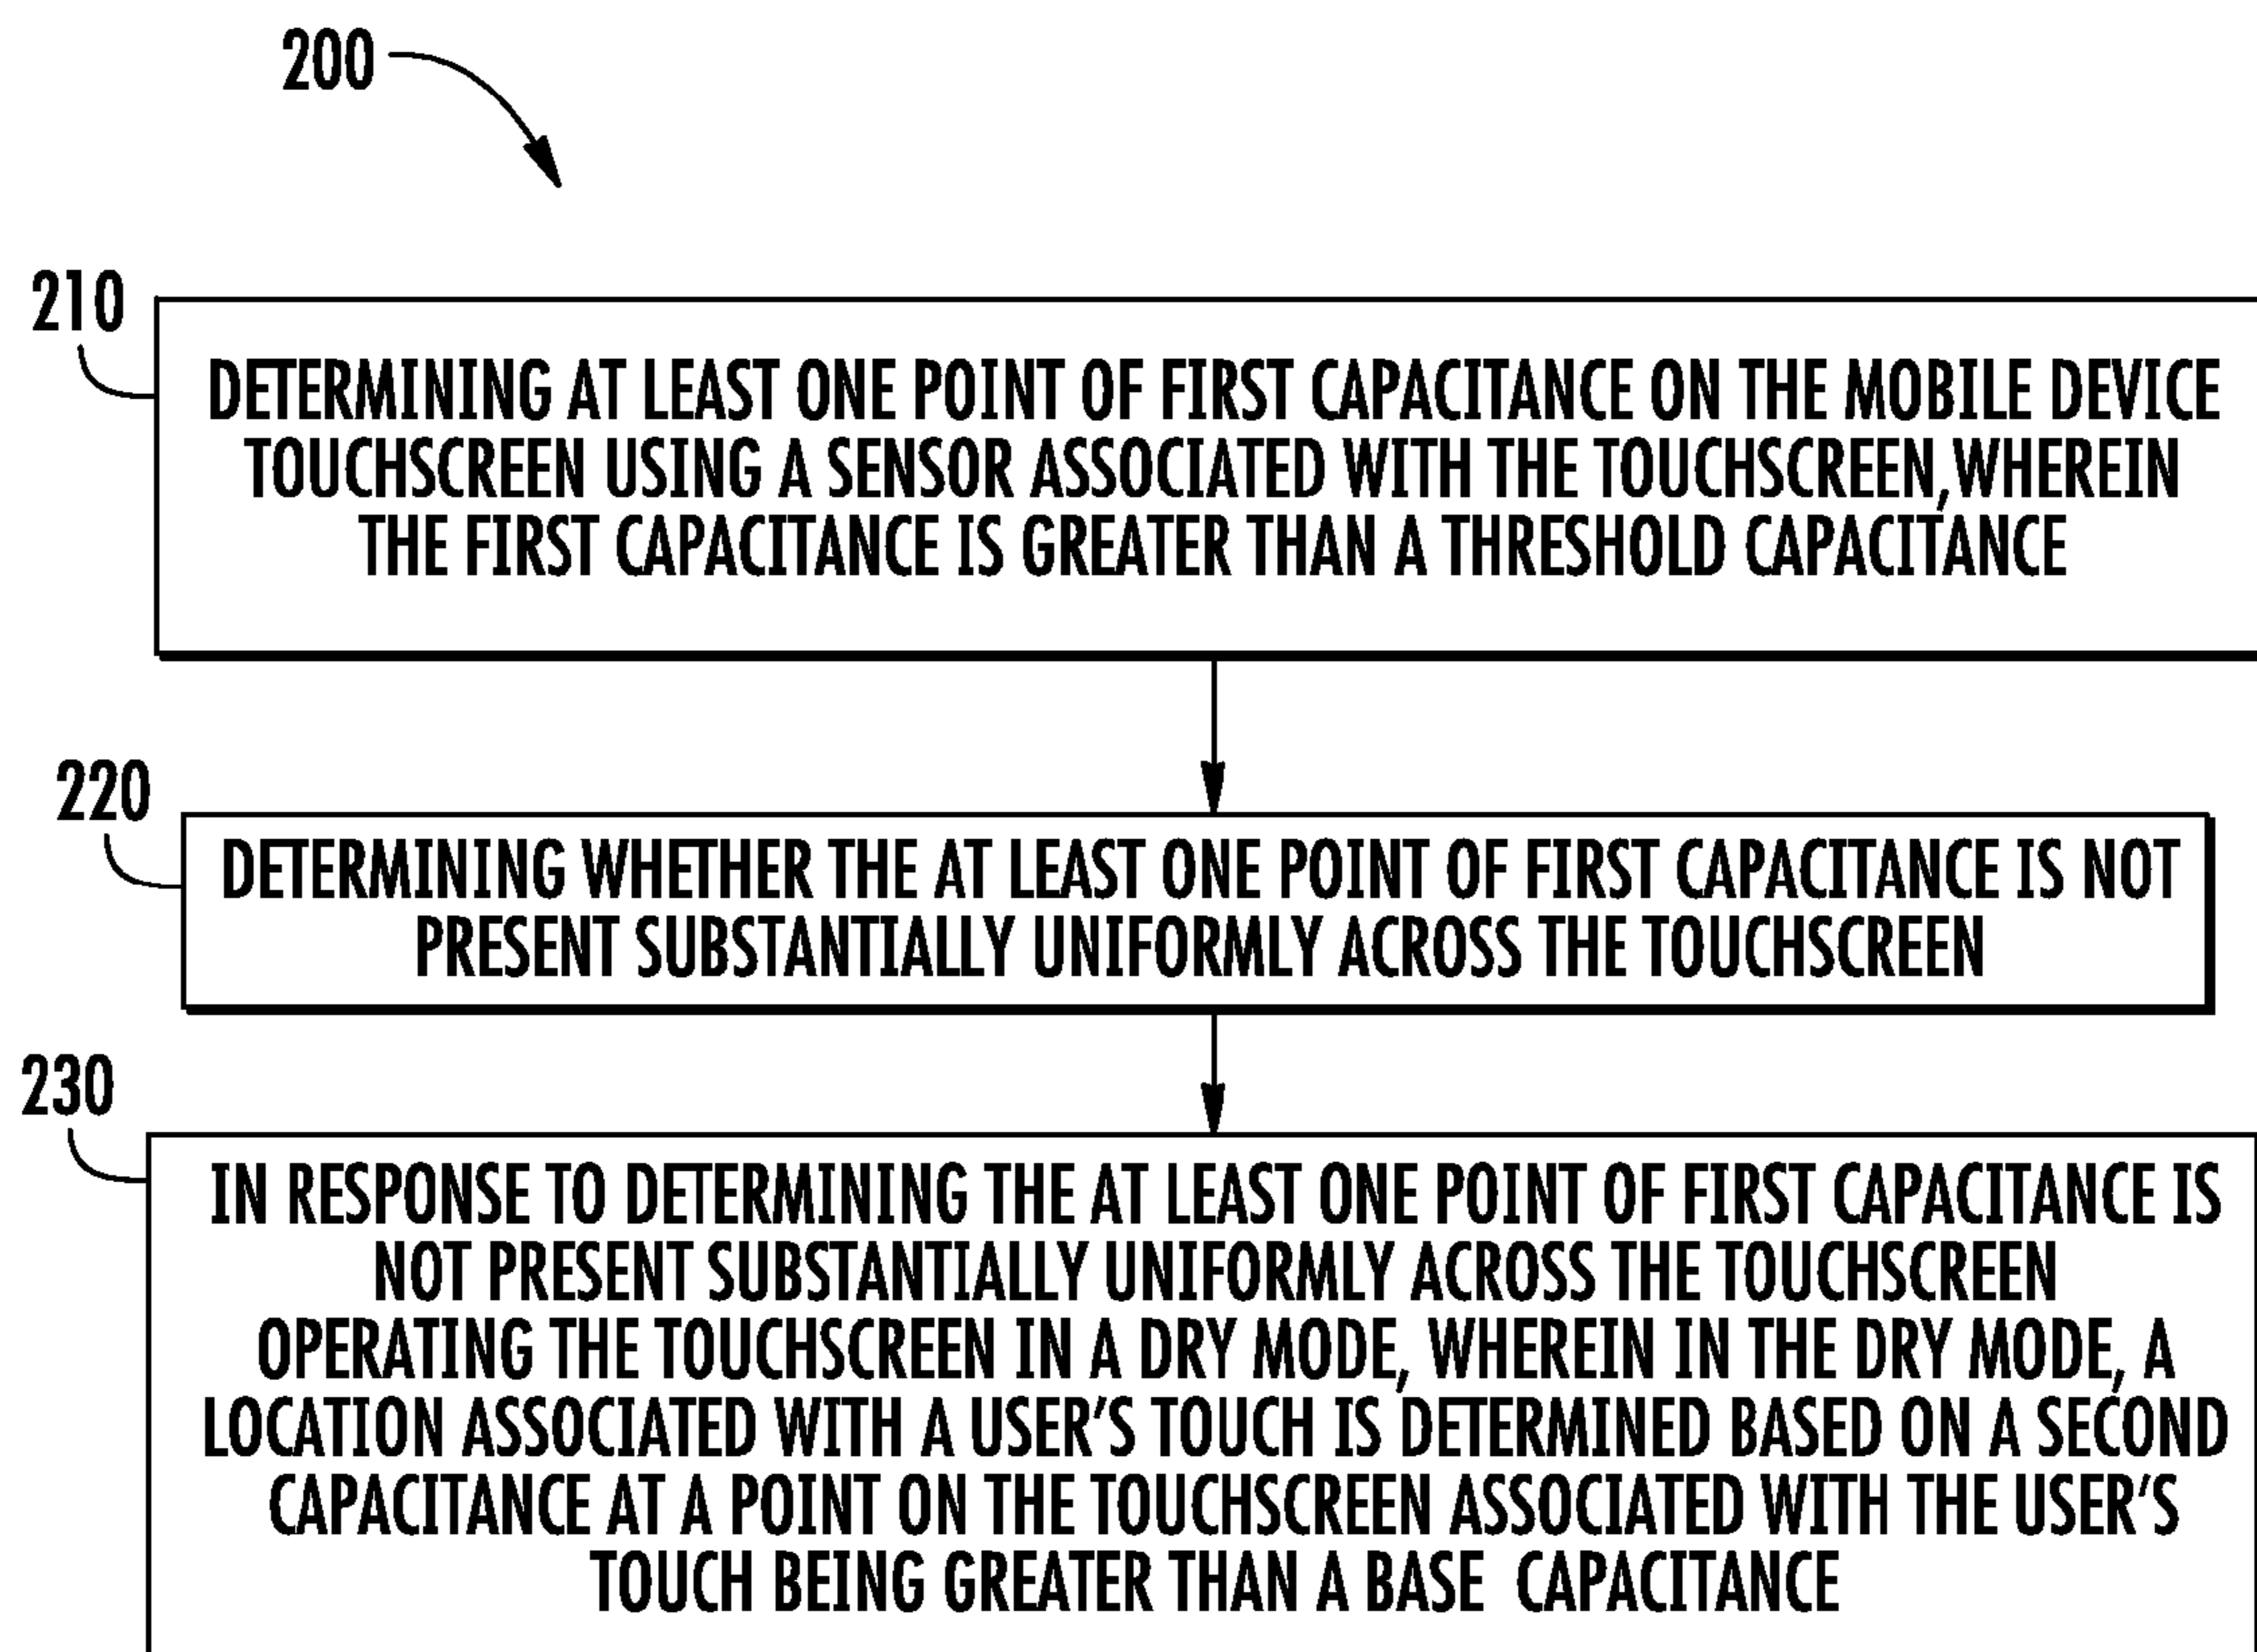 200
210
DETERMINING AT LEAST ONE POINT OF FIRST CAPACITANCE ON THE MOBILE DEVICE
TOUCHSCREEN USING A SENSOR ASSOCIATED WITH THE TOUCHSCREEN, WHEREIN
THE FIRST CAPACITANCE IS GREATER THAN A THRESHOLD CAPACITANCE
220
DETERMINING WHETHER THE AT LEAST ONE POINT OF FIRST CAPACITANCE IS NOT
PRESENT SUBSTANTIALLY UNIFORMLY ACROSS THE TOUCHSCREEN
230
IN RESPONSE TO DETERMINING THE AT LEAST ONE POINT OF FIRST CAPACITANCE IS
NOT PRESENT SUBSTANTIALLY UNIFORMLY ACROSS THE TOUCHSCREEN
OPERATING THE TOUCHSCREEN IN A DRY MODE, WHEREIN IN THE DRY MODE, A
LOCATION ASSOCIATED WITH A USER'S TOUCH IS DETERMINED BASED ON A SECOND
CAPACITANCE AT A POINT ON THE TOUCHSCREEN ASSOCIATED WITH THE USER'S
TOUCH BEING GREATER THAN A BASE CAPACITANCE